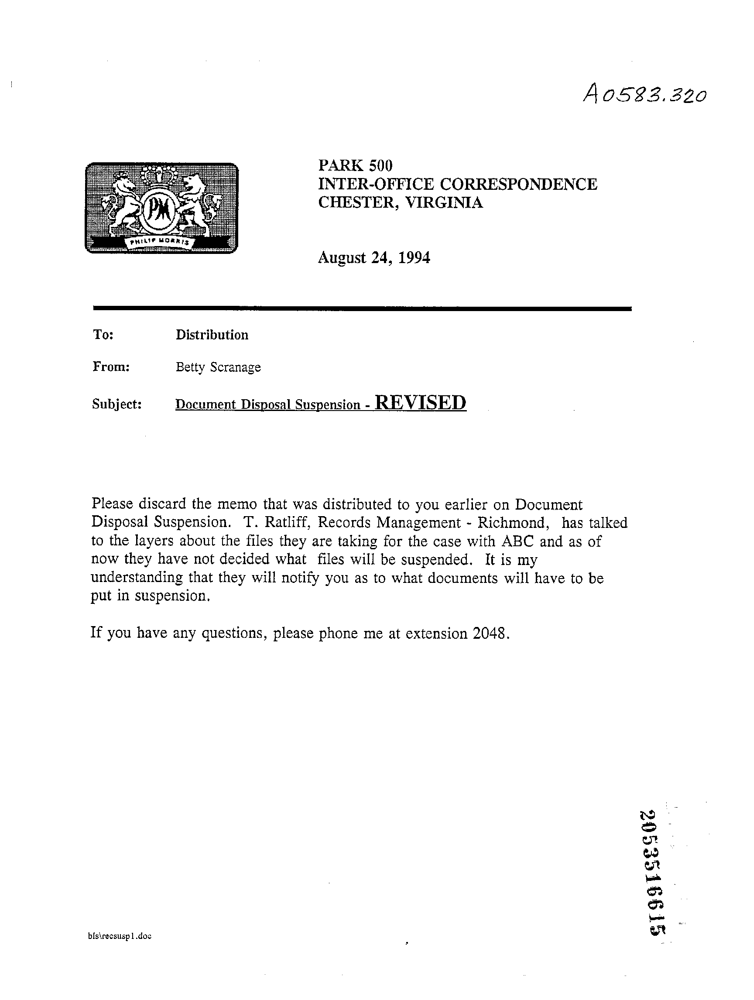 A0583.320
PARK 500
INTER-OFFICE CORRESPONDENCE
CHESTER, VIRGINIA
PM
PHILIP MORRIS
August 24, 1994
To: Distribution
From: Betty Scranage
Subject: Document Disposal Suspension - REVISED
Please discard the memo that was distributed to you earlier on Document
Disposal Suspension. T. Ratliff, Records Management - Richmond, has talked
to the layers about the files they are taking for the case with ABC and as of
now they have not decided what files will be suspended. It is my
understanding that they will notify you as to what documents will have to be
put in suspension.
If you have any questions, please phone me at extension 2048.
2053516615
bls\recsusp1.doc